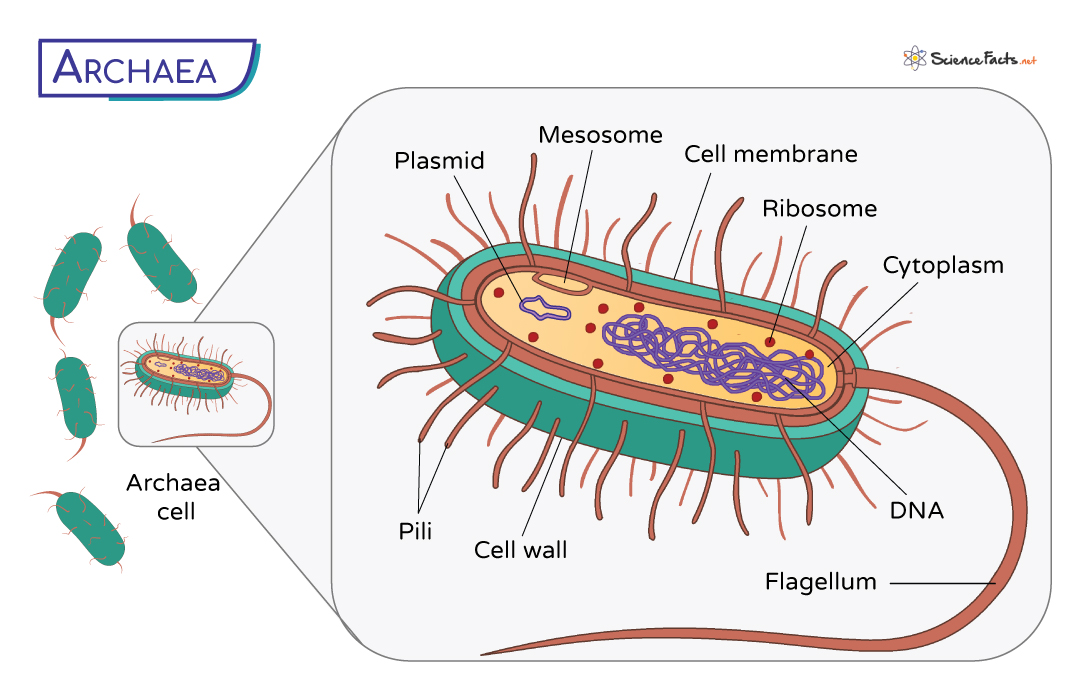 ARCHAEA
ScienceFacts.net
Mesosome
Plasmid
Cell membrane
Ribosome
Cytoplasm
Archaea
cell
Pili
Cell wall
DNA
Flagellum